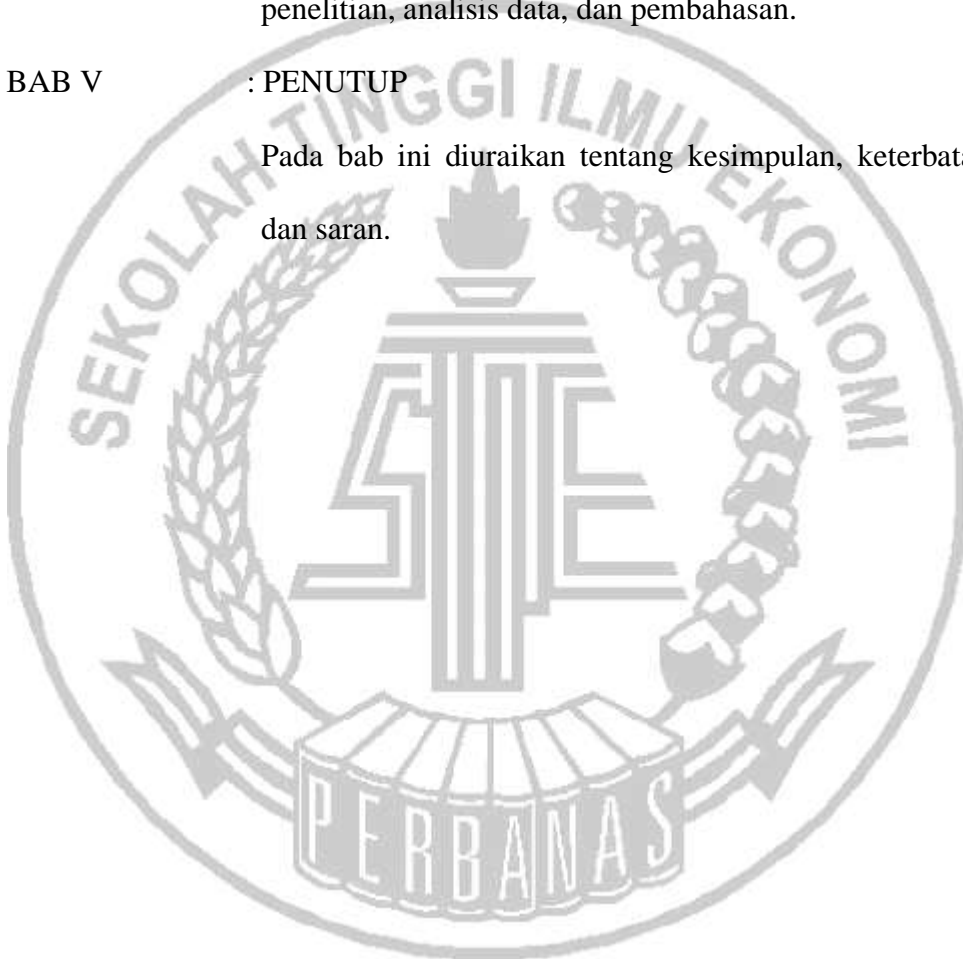 penelitian, analisis data, dan pembahasan.
BAB V : PENUTUP
Pada bab ini diuraikan tentang kesimpulan,
dan saran.
SEKOLAH TINGGI ILMU EKONOMI
STIE
PERBANAS